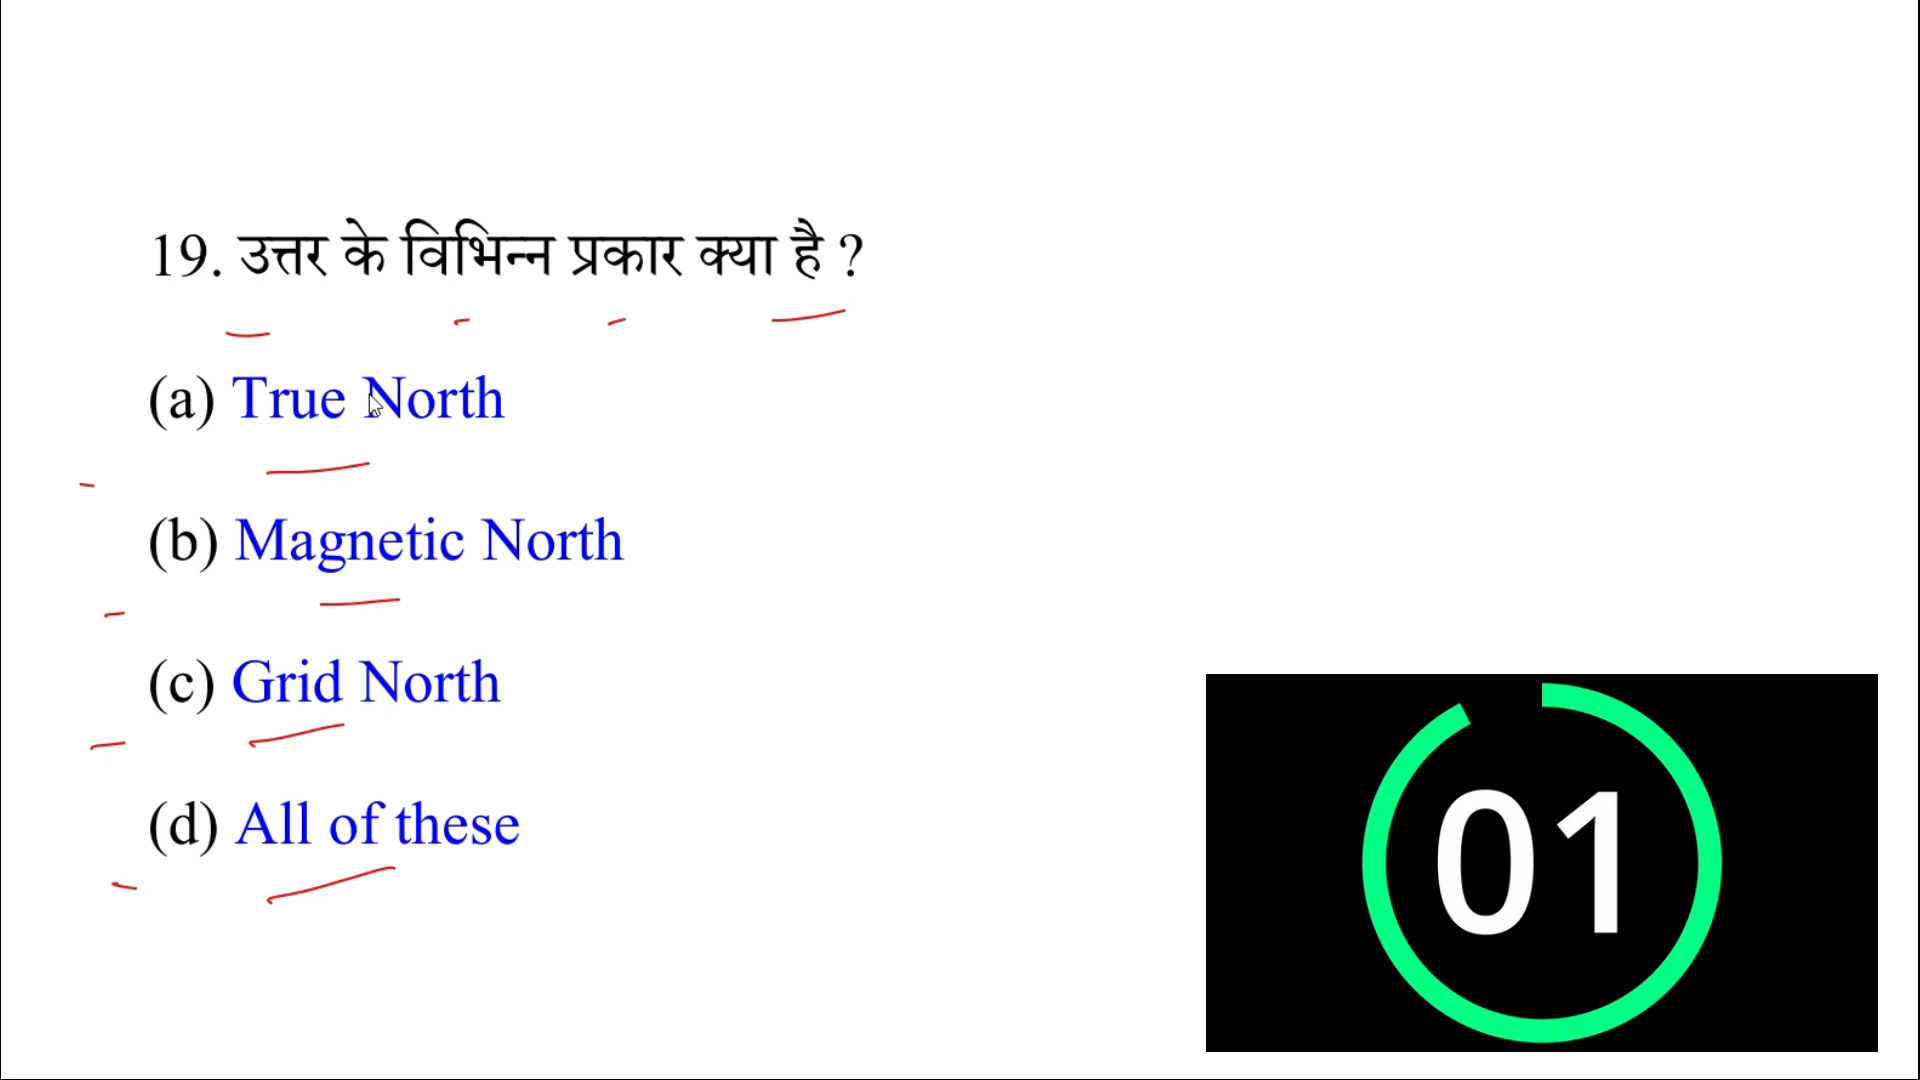 19. उत्तर के विभिन्न प्रकार क्या है ?
(a) True North
(b) Magnetic North
(c) Grid North
(d) All of these
01